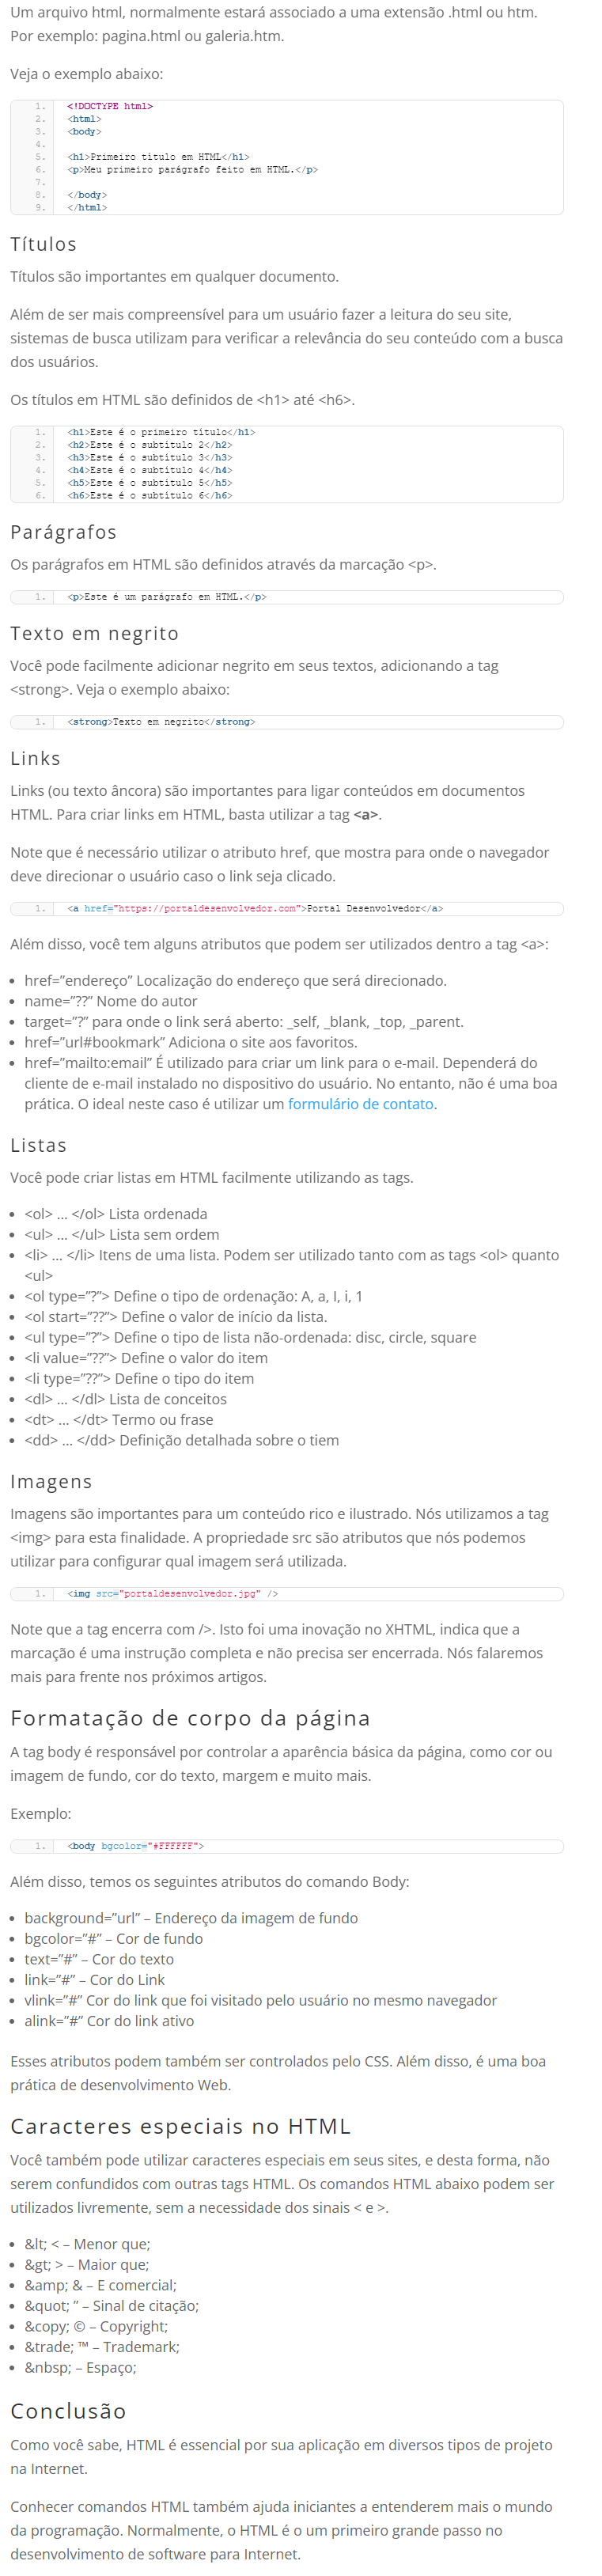 Um arquivo html, normalmente estará associado a uma extensão .html ou htm.
Por exemplo: pagina.html ou galeria.htm.
Veja o exemplo abaixo:
1. <!DOCTYPE html>
2. <html>
3. <body>
4.
5. <h1>Primeiro título em HTML</h1>
6. <p>Meu primeiro parágrafo feito em HTML.</p>
7.
8. </body>
9. </html>
Títulos
Títulos são importantes em qualquer documento.
Além de ser mais compreensível para um usuário fazer a leitura do seu site,
sistemas de busca utilizam para verificar a relevância do seu conteúdo com a busca
dos usuários.
Os títulos em HTML são definidos de <h1> até <h6>.
1. <h1>Este é o primeiro título</h1>
2. <h2>Este é o subtítulo 2</h2>
3. <h3>Este é o subtítulo 3</h3>
4. <h4>Este é o subtítulo 4</h4>
5. <h5>Este é o subtítulo 5</h5>
6. <h6>Este é o subtítulo 6</h6>
Parágrafos
Os parágrafos em HTML são definidos através da marcação <p>.
1. <p>Este é um parágrafo em HTML.</p>
Texto em negrito
Você pode facilmente adicionar negrito em seus textos, adicionando a tag
<strong>. Veja o exemplo abaixo:
1. <strong>Texto em negrito</strong>
Links
Links (ou texto âncora) são importantes para ligar conteúdos em documentos
HTML. Para criar links em HTML, basta utilizar a tag <a>.
Note que é necessário utilizar o atributo href, que mostra para onde o navegador
deve direcionar o usuário caso o link seja clicado.
1. <a href="https://portaldesenvolvedor.com">Portal Desenvolvedor</a>
Além disso, você tem alguns atributos que podem ser utilizados dentro a tag <a>:
• href=”endereço” Localização do endereço que será direcionado.
• name=”??” Nome do autor
• target=”?” para onde o link será aberto: _self, _blank, _top, _parent.
• href=”url#bookmark” Adiciona o site aos favoritos.
• href=”mailto:email” É utilizado para criar um link para o e-mail. Dependerá do
cliente de e-mail instalado no dispositivo do usuário. No entanto, não é uma boa
prática. O ideal neste caso é utilizar um formulário de contato.
Listas
Você pode criar listas em HTML facilmente utilizando as tags.
• <ol> … </ol> Lista ordenada
• <ul> … </ul> Lista sem ordem
• <li> … </li> Itens de uma lista. Podem ser utilizado tanto com as tags <ol> quanto
<ul>
• <ol type=”?”> Define o tipo de ordenação: A, a, I, i, 1
• <ol start=”??”> Define o valor de início da lista.
• <ul type=”?”> Define o tipo de lista não-ordenada: disc, circle, square
• <li value=”??”> Define o valor do item
• <li type=”??”> Define o tipo do item
• <dl> … </dl> Lista de conceitos
• <dt> … </dt> Termo ou frase
• <dd> … </dd> Definição detalhada sobre o tiem
Imagens
Imagens são importantes para um conteúdo rico e ilustrado. Nós utilizamos a tag
<img> para esta finalidade. A propriedade src são atributos que nós podemos
utilizar para configurar qual imagem será utilizada.
1. <img src="portaldesenvolvedor.jpg" />
Note que a tag encerra com />. Isto foi uma inovação no XHTML, indica que a
marcação é uma instrução completa e não precisa ser encerrada. Nós falaremos
mais para frente nos próximos artigos.
Formatação de corpo da página
A tag body é responsável por controlar a aparência básica da página, como cor ou
imagem de fundo, cor do texto, margem e muito mais.
Exemplo:
1. <body bgcolor="#FFFFFF">
Além disso, temos os seguintes atributos do comando Body:
• background=”url” – Endereço da imagem de fundo
• bgcolor=”#” – Cor de fundo
• text=”#” – Cor do texto
• link=”#” – Cor do Link
• vlink=”#” Cor do link que foi visitado pelo usuário no mesmo navegador
• alink=”#” Cor do link ativo
Esses atributos podem também ser controlados pelo CSS. Além disso, é uma boa
prática de desenvolvimento Web.
Caracteres especiais no HTML
Você também pode utilizar caracteres especiais em seus sites, e desta forma, não
serem confundidos com outras tags HTML. Os comandos HTML abaixo podem ser
utilizados livremente, sem a necessidade dos sinais < e >.
• &lt; < – Menor que;
• &gt; > – Maior que;
• &amp; & – E comercial;
• &quot; ” – Sinal de citação;
• &copy; © – Copyright;
• &trade; ™ – Trademark;
• &nbsp; – Espaço;
Conclusão
Como você sabe, HTML é essencial por sua aplicação em diversos tipos de projeto
na Internet.
Conhecer comandos HTML também ajuda iniciantes a entenderem mais o mundo
da programação. Normalmente, o HTML é o um primeiro grande passo no
desenvolvimento de software para Internet.